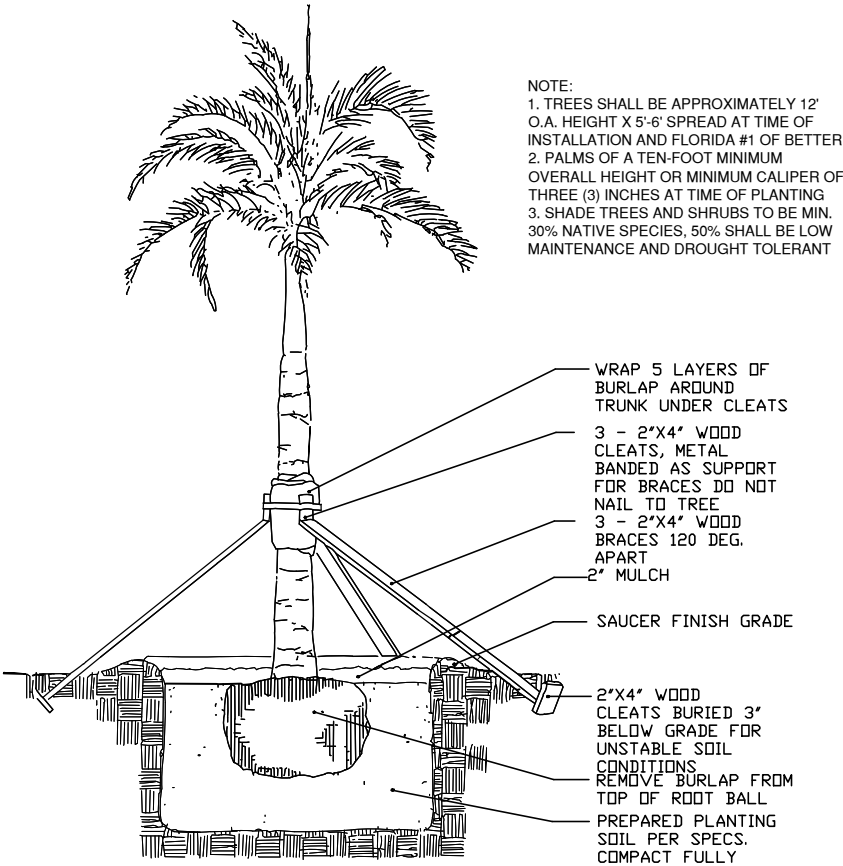 NOTE:
1. TREES SHALL BE APPROXIMATELY 12'
O.A. HEIGHT X 5'-6' SPREAD AT TIME OF
INSTALLATION AND FLORIDA #1 OF BETTER
2. PALMS OF A TEN-FOOT MINIMUM
OVERALL HEIGHT OR MINIMUM CALIPER OF
THREE (3) INCHES AT TIME OF PLANTING
3. SHADE TREES AND SHRUBS TO BE MIN.
30% NATIVE SPECIES, 50% SHALL BE LOW
MAINTENANCE AND DROUGHT TOLERANT
WRAP 5 LAYERS OF
BURLAP AROUND
TRUNK UNDER CLEATS
3 - 2"X4" WOOD
CLEATS, METAL
BANDED AS SUPPORT
FOR BRACES DO NOT
NAIL TO TREE
3 - 2"X4" WOOD
BRACES 120 DEG.
APART
2" MULCH
SAUCER FINISH GRADE
2"X4" WOOD
CLEATS BURIED 3"
BELOW GRADE FOR
UNSTABLE SOIL
CONDITIONS
REMOVE BURLAP FROM
TOP OF ROOT BALL
PREPARED PLANTING
SOIL PER SPECS.
COMPACT FULLY